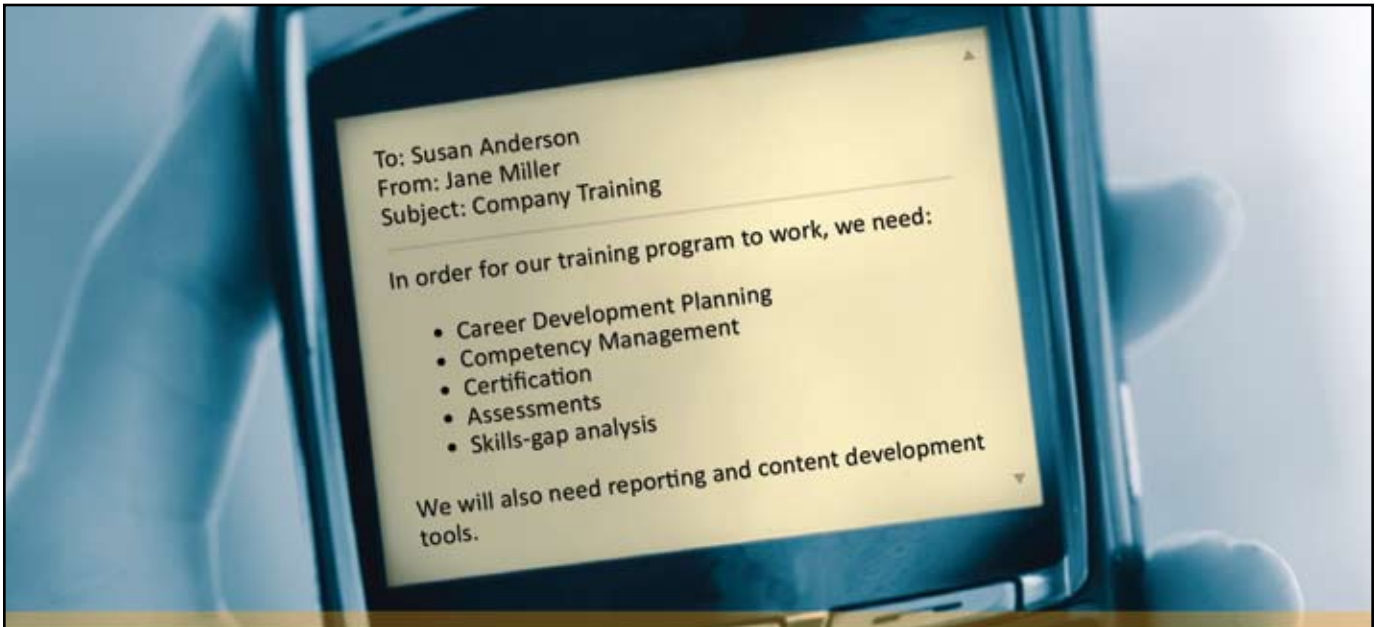 To: Susan Anderson
From: Jane Miller
Subject: Company Training
In order for our training program to work, we need:
• Career Development Planning
• Competency Management
• Certification
• Assessments
• Skills-gap analysis
We will also need reporting and content development
tools.